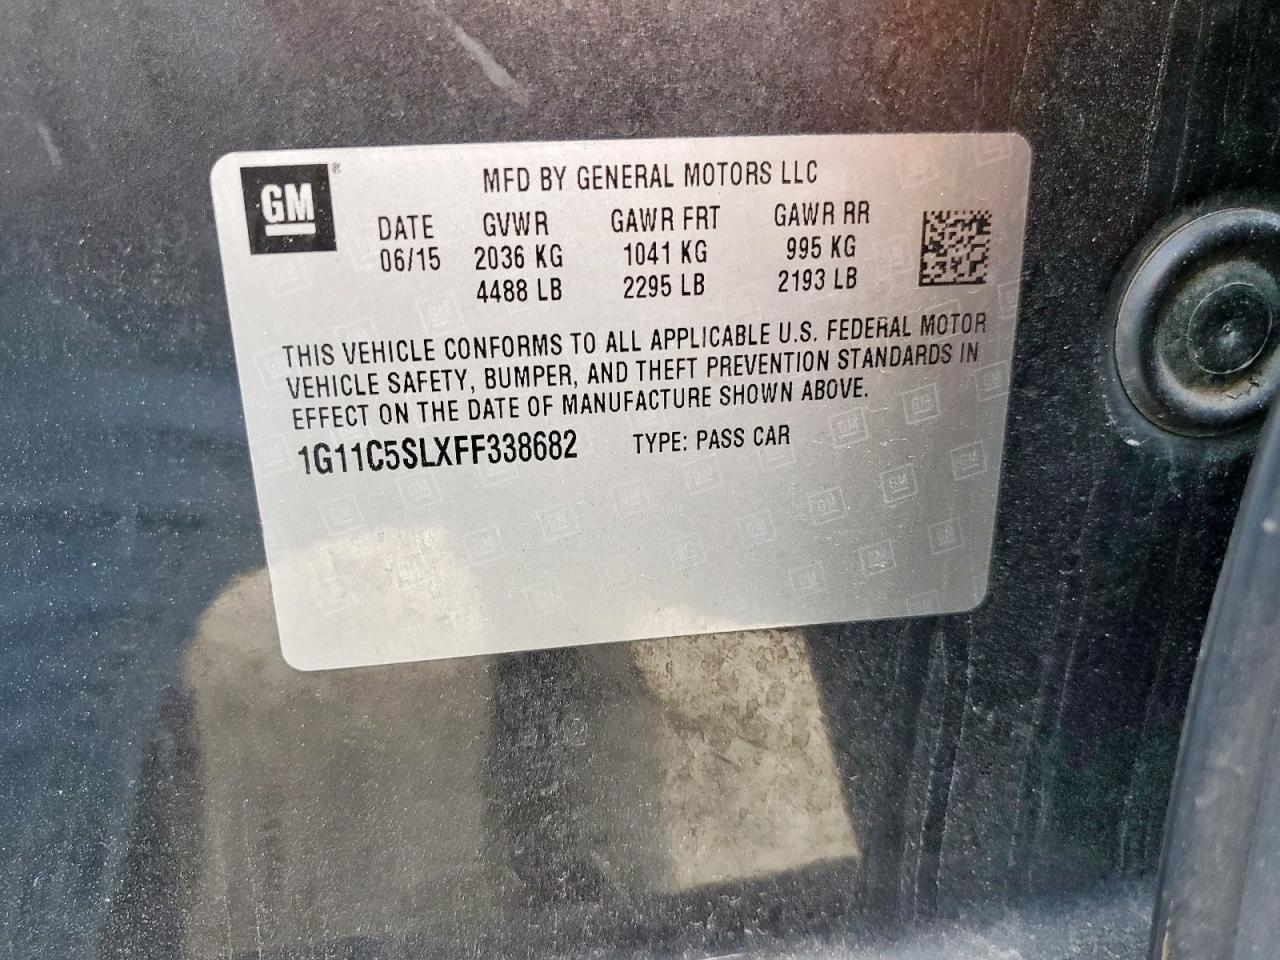 GM ®
MFD BY GENERAL MOTORS LLC
DATE GVWR GAWR FRT GAWR RR
06/15 2036 KG 1041 KG 995 KG
4488 LB 2295 LB 2193 LB
THIS VEHICLE CONFORMS TO ALL APPLICABLE U.S. FEDERAL MOTOR
VEHICLE SAFETY, BUMPER, AND THEFT PREVENTION STANDARDS IN
EFFECT ON THE DATE OF MANUFACTURE SHOWN ABOVE.
1G11C5SLXFF338682 TYPE: PASS CAR